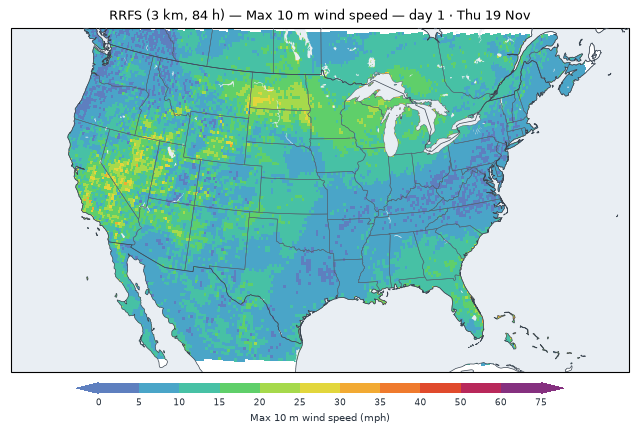 RRFS (3 km, 84 h) — Max 10 m wind speed — day 1 · Thu 19 Nov
0 5 10 15 20 25 30 35 40 50 60 75
Max 10 m wind speed (mph)